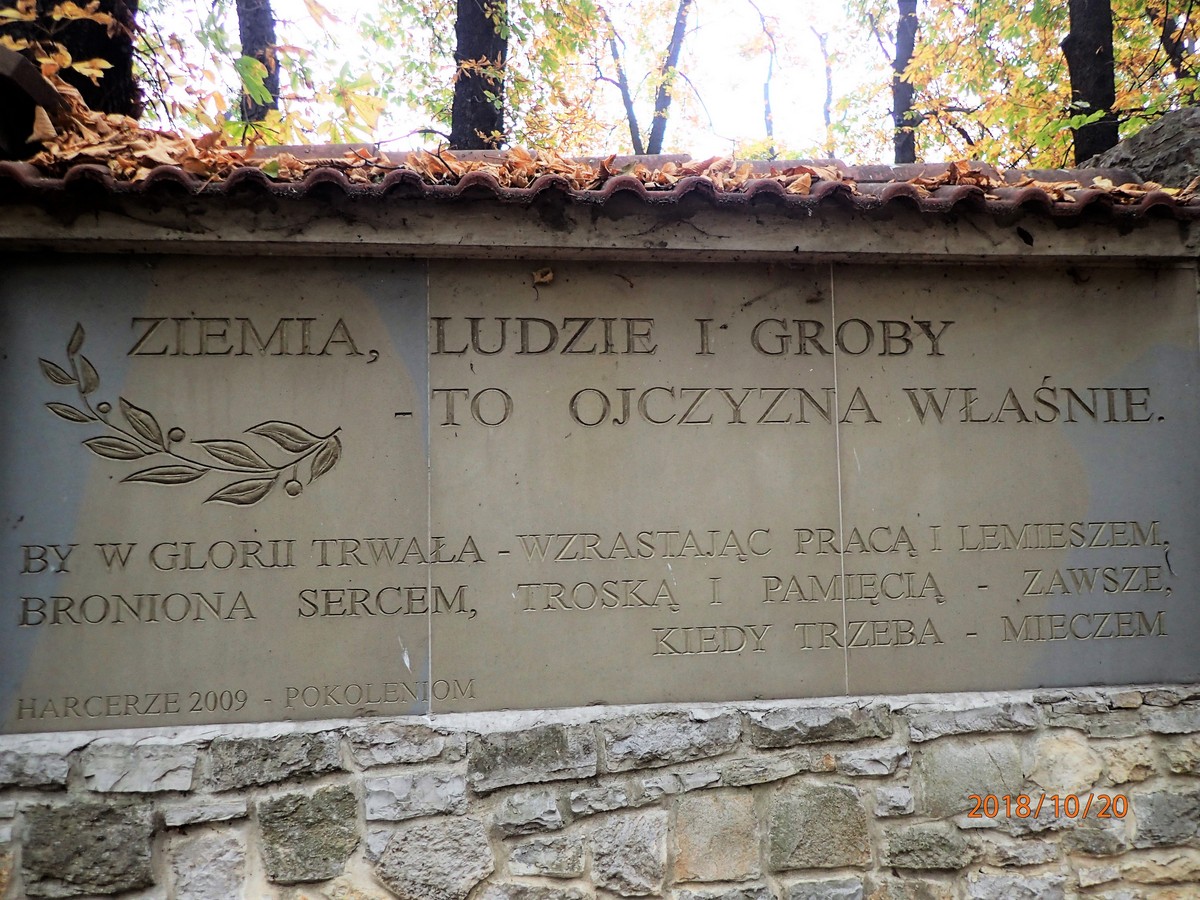 ZIEMIA, LUDZIE I GROBY
- TO OJCZYZNA WŁAŚNIE.
BY W GLORII TRWAŁA - WZRASTAJĄC PRACĄ I LEMIESZEM,
BRONIONA SERCEM, TROSKĄ I PAMIĘCIĄ - ZAWSZE,
KIEDY TRZEBA - MIECZEM
HARCERZE 2009 - POKOLENIOM
2018/10/20